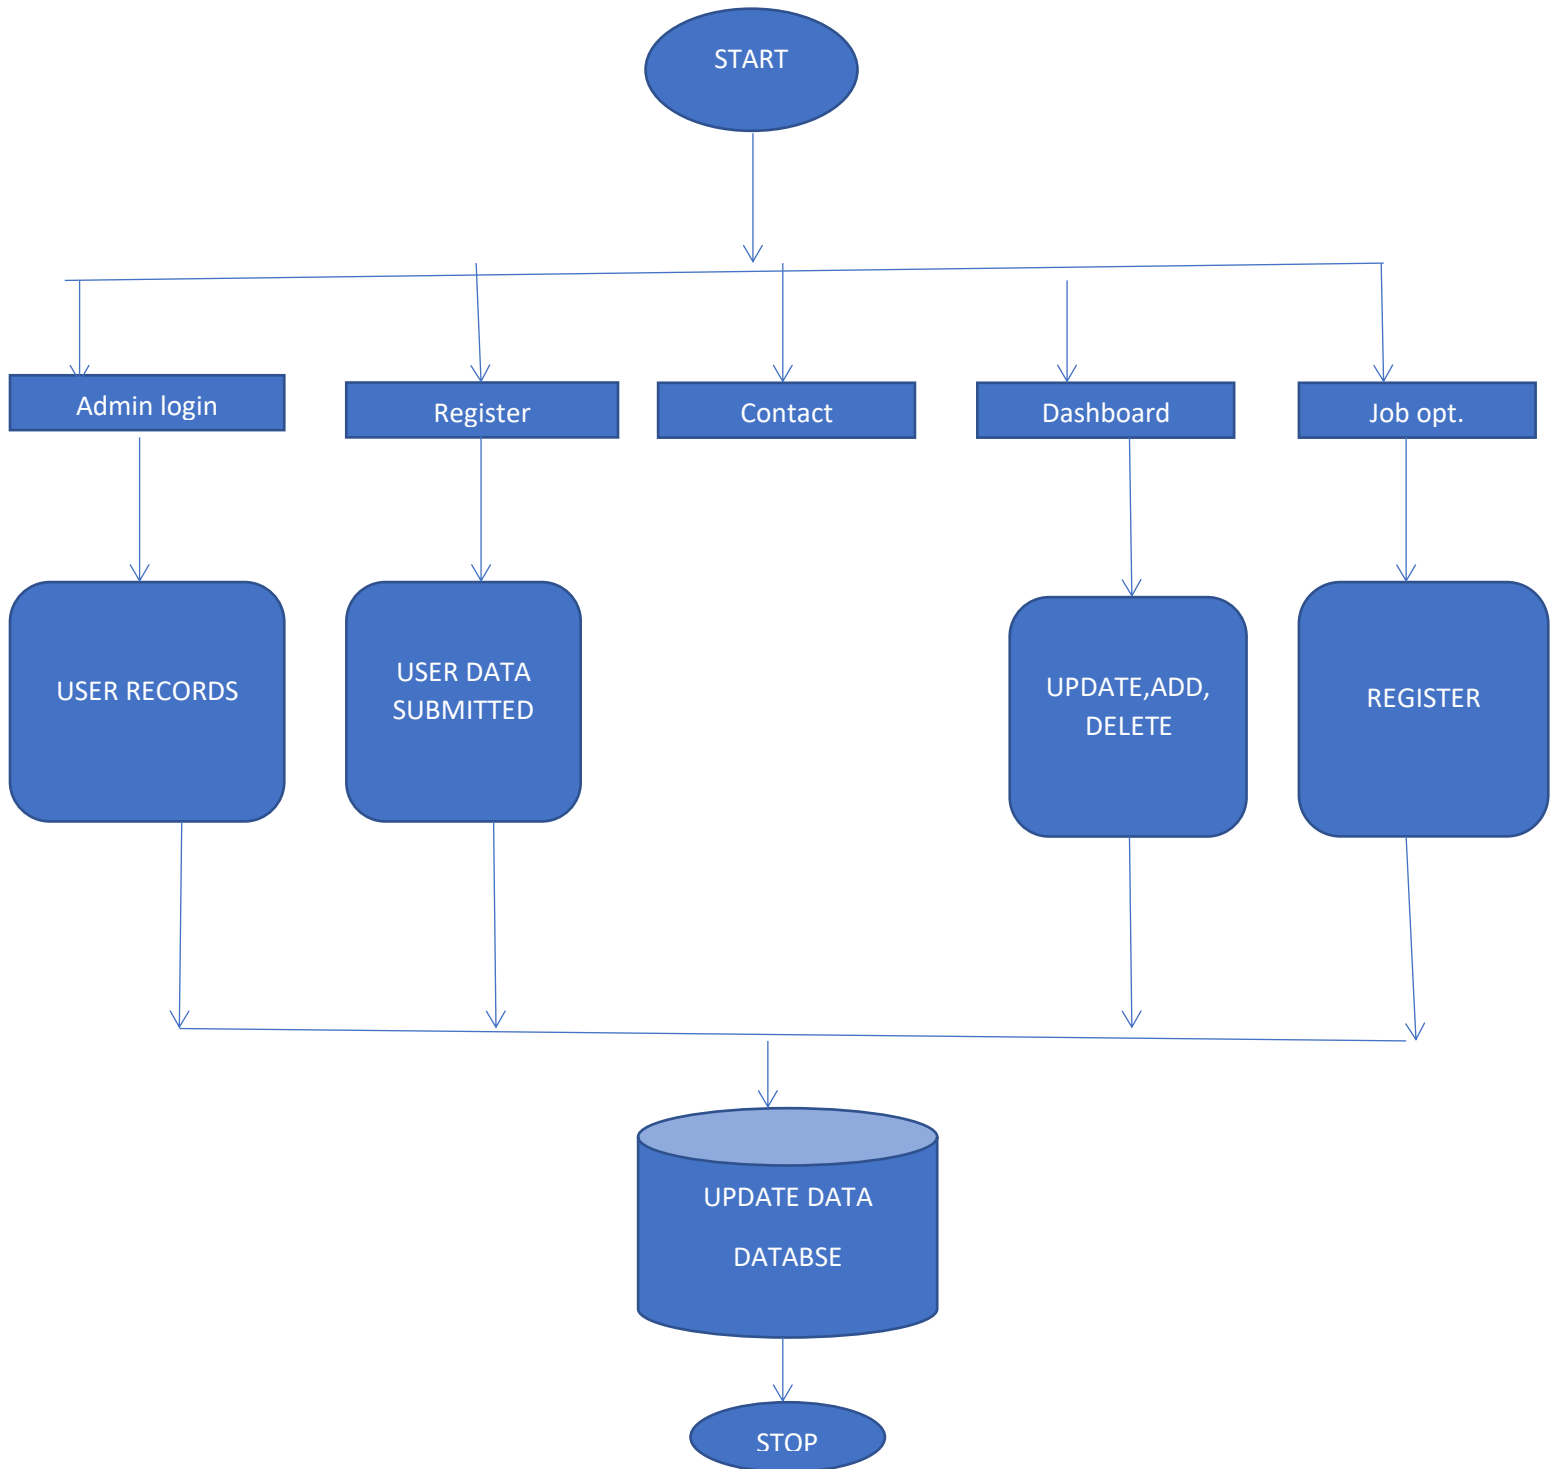 START
Admin login
Register
Contact
Dashboard
Job opt.
USER RECORDS
USER DATA
SUBMITTED
UPDATE,ADD,
DELETE
REGISTER
UPDATE DATA
DATABSE
STOP